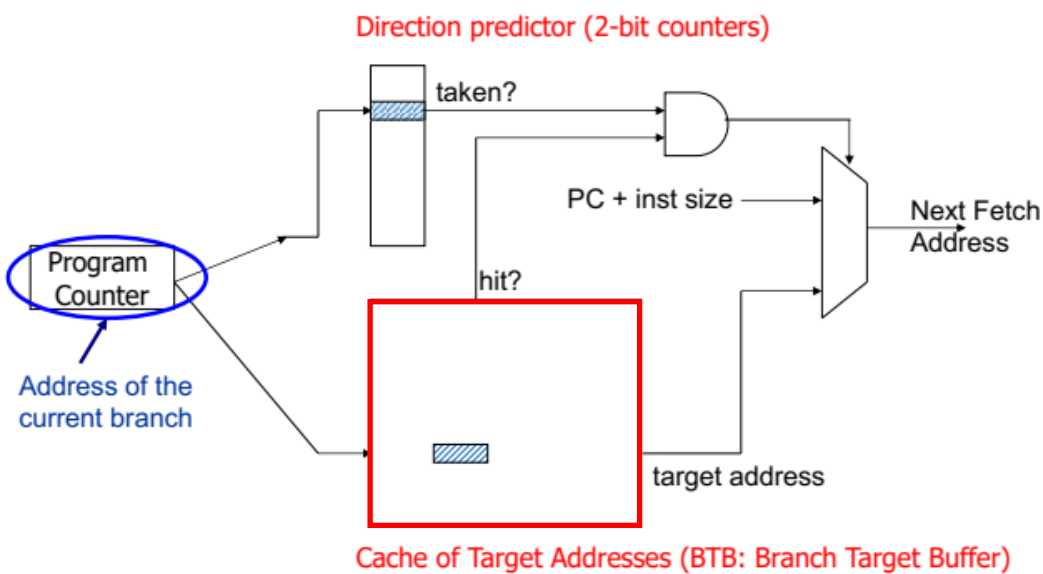 Direction predictor (2-bit counters)
taken?
PC + inst size
Next Fetch
Address
Program
Counter
hit?
Address of the
current branch
target address
Cache of Target Addresses (BTB: Branch Target Buffer)